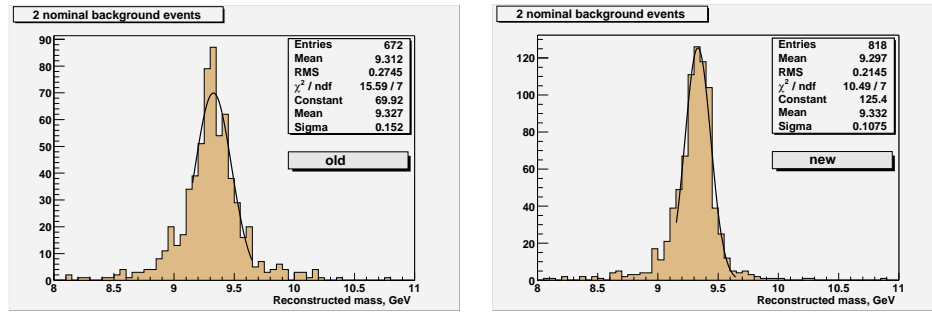 2 nominal background events
Entries 672
Mean 9.312
RMS 0.2745
χ² / ndf 15.59 / 7
Constant 69.92
Mean 9.327
Sigma 0.152
old
90
80
70
60
50
40
30
20
10
0
8 8.5 9 9.5 10 10.5 11
Reconstructed mass, GeV
2 nominal background events
Entries 818
Mean 9.297
RMS 0.2145
χ² / ndf 10.49 / 7
Constant 125.4
Mean 9.332
Sigma 0.1075
new
120
100
80
60
40
20
0
8 8.5 9 9.5 10 10.5 11
Reconstructed mass, GeV